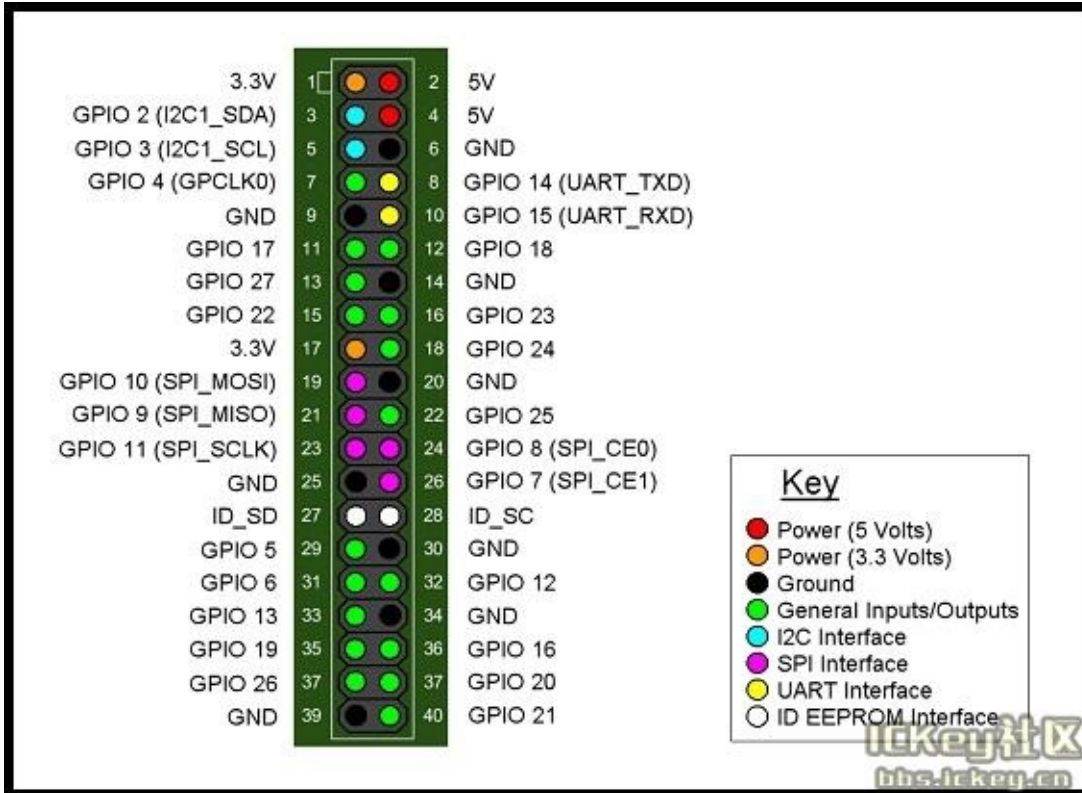 3.3V 1 2 5V
GPIO 2 (I2C1_SDA) 3 4 5V
GPIO 3 (I2C1_SCL) 5 6 GND
GPIO 4 (GPCLK0) 7 8 GPIO 14 (UART_TXD)
GND 9 10 GPIO 15 (UART_RXD)
GPIO 17 11 12 GPIO 18
GPIO 27 13 14 GND
GPIO 22 15 16 GPIO 23
3.3V 17 18 GPIO 24
GPIO 10 (SPI_MOSI) 19 20 GND
GPIO 9 (SPI_MISO) 21 22 GPIO 25
GPIO 11 (SPI_SCLK) 23 24 GPIO 8 (SPI_CE0)
GND 25 26 GPIO 7 (SPI_CE1)
ID_SD 27 28 ID_SC
GPIO 5 29 30 GND
GPIO 6 31 32 GPIO 12
GPIO 13 33 34 GND
GPIO 19 35 36 GPIO 16
GPIO 26 37 37 GPIO 20
GND 39 40 GPIO 21
Key
Power (5 Volts)
Power (3.3 Volts)
Ground
General Inputs/Outputs
I2C Interface
SPI Interface
UART Interface
ID EEPROM Interface
ICKey社区
bbs.ickey.cn